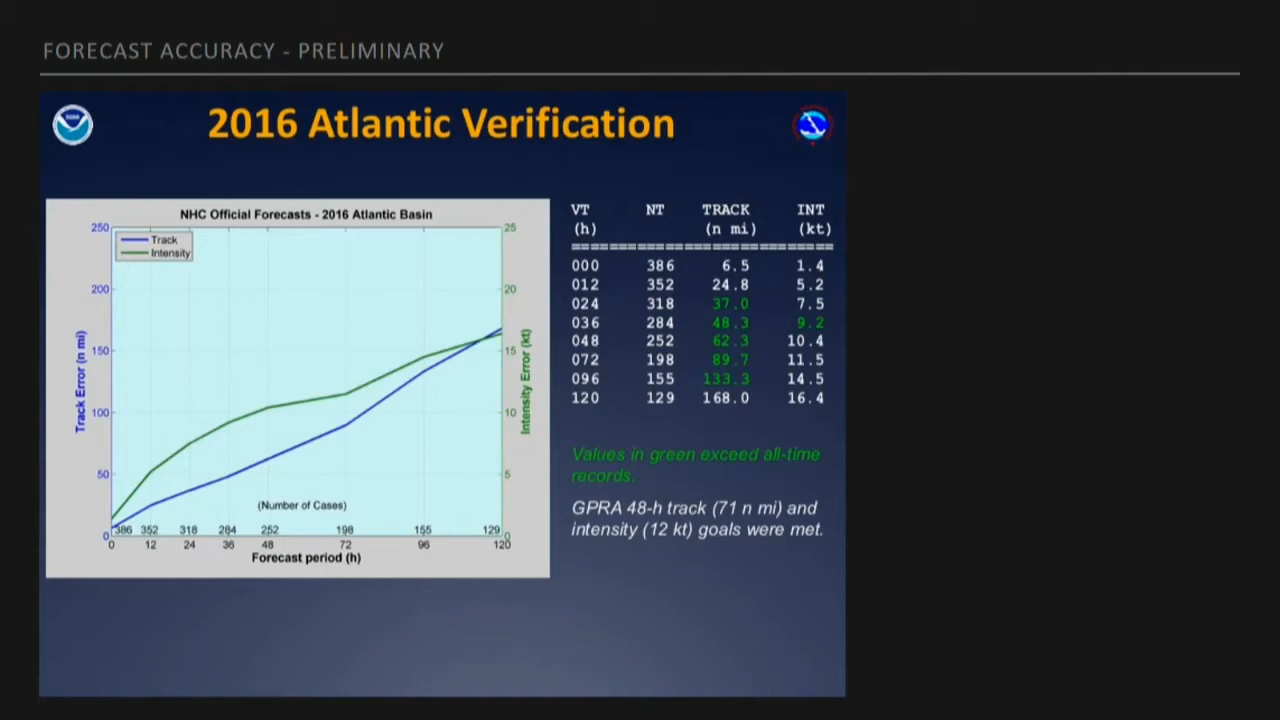 FORECAST ACCURACY - PRELIMINARY
2016 Atlantic Verification
NHC Official Forecasts - 2016 Atlantic Basin
Track
Intensity
250
200
150
100
50
0
Track Error (n mi)
25
20
15
10
5
0
Intensity Error (kt)
(Number of Cases)
386 352 318 284 252 198 155 129
0 12 24 36 48 72 96 120
Forecast period (h)
VT NT TRACK INT
(h) (n mi) (kt)
000 386 6.5 1.4
012 352 24.8 5.2
024 318 37.0 7.5
036 284 48.3 9.2
048 252 62.3 10.4
072 198 89.7 11.5
096 155 133.3 14.5
120 129 168.0 16.4
Values in green exceed all-time
records.
GPRA 48-h track (71 n mi) and
intensity (12 kt) goals were met.